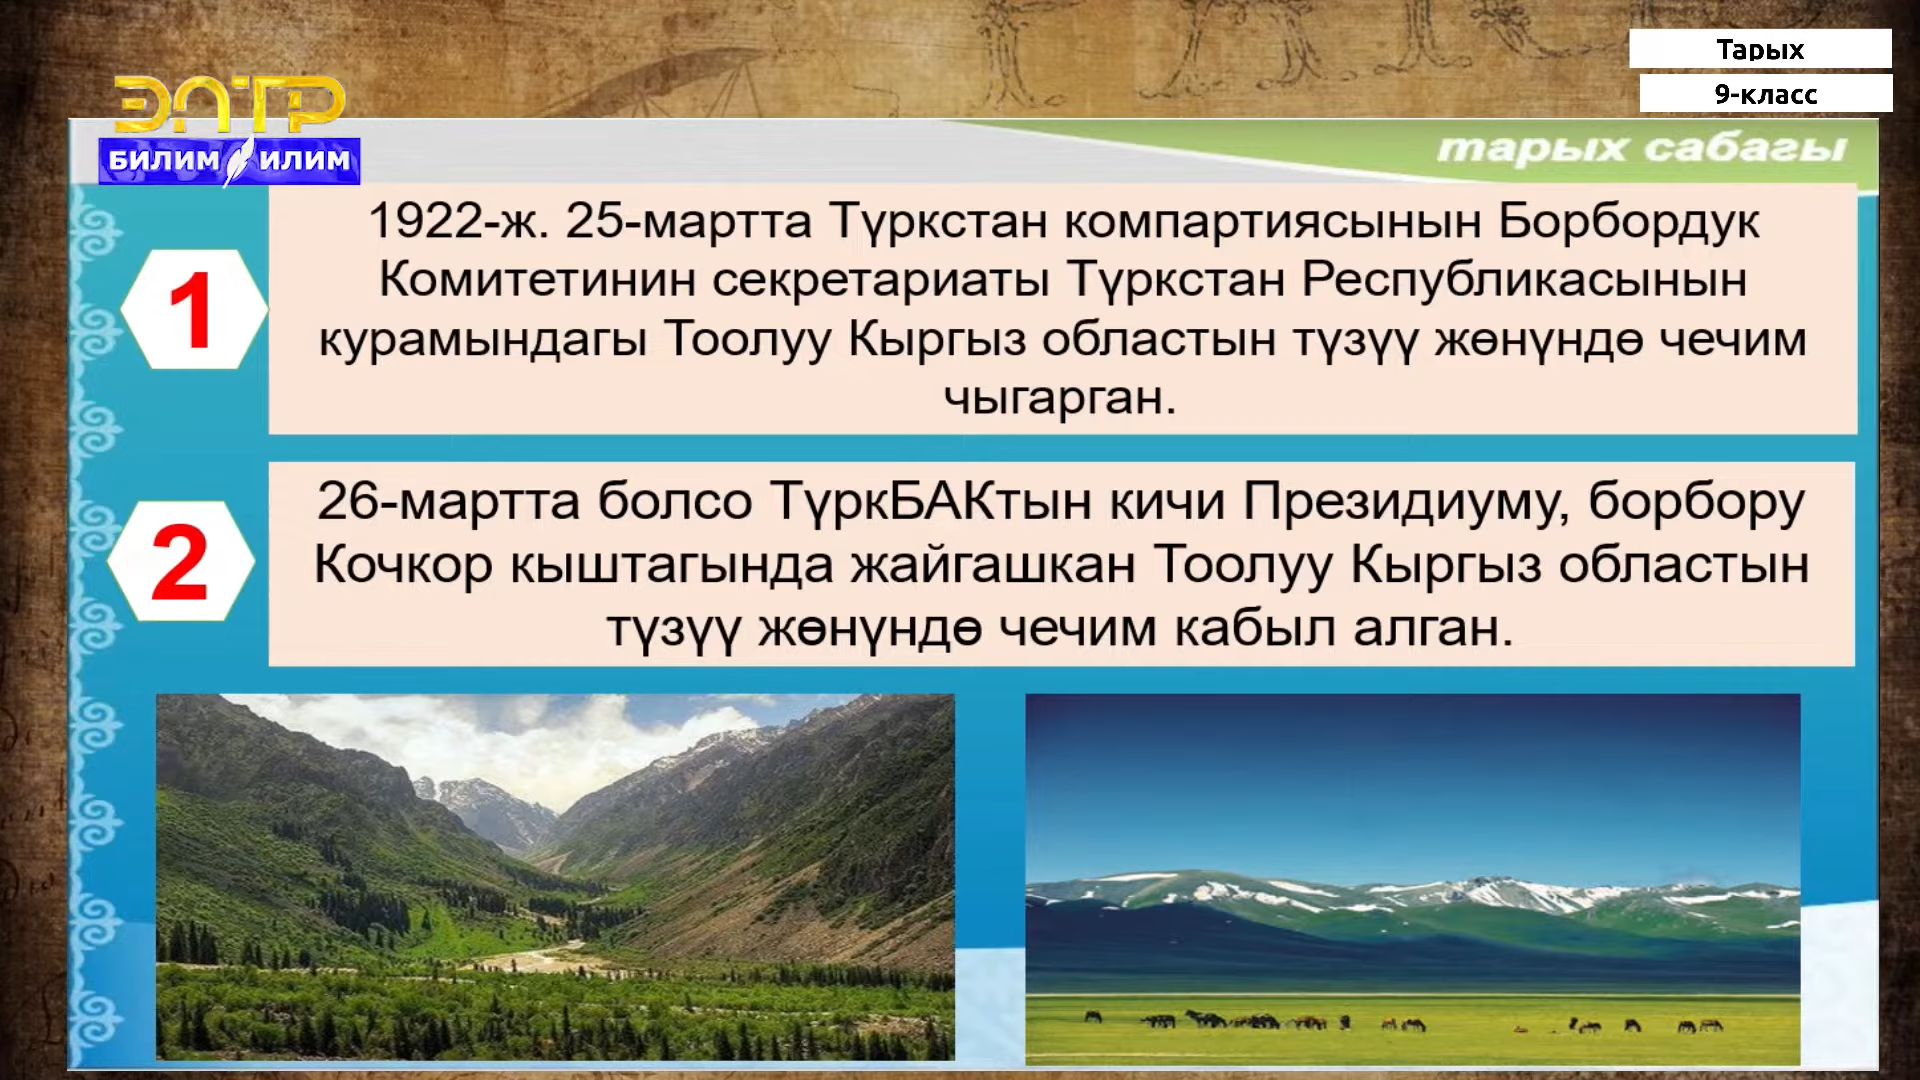 Тарых
9-класс
ЭЛТР
БИЛИМ ИЛИМ
тарых сабагы
1
1922-ж. 25-мартта Түркстан компартиясынын Борбордук
Комитетинин секретариаты Түркстан Республикасынын
курамындагы Тоолуу Кыргыз областын түзүү жөнүндө чечим
чыгарган.
2
26-мартта болсо ТүркБАКтын кичи Президиуму, борбору
Кочкор кыштагында жайгашкан Тоолуу Кыргыз областын
түзүү жөнүндө чечим кабыл алган.